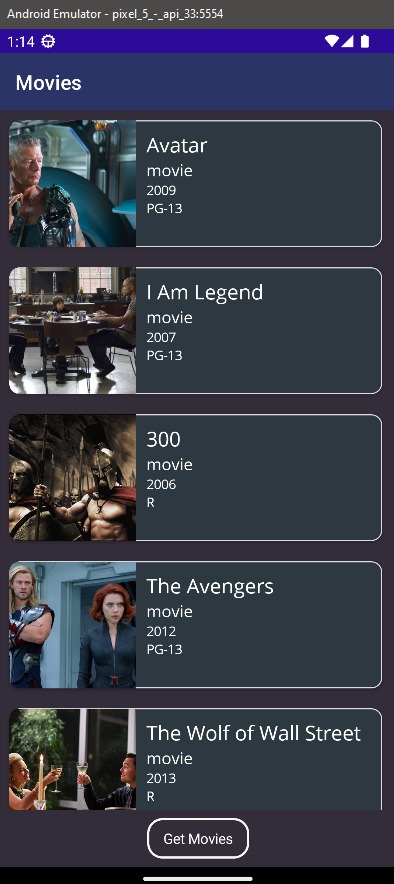 Android Emulator - pixel_5_-_api_33:5554
1:14
Movies
Avatar
movie
2009
PG-13
I Am Legend
movie
2007
PG-13
300
movie
2006
R
The Avengers
movie
2012
PG-13
The Wolf of Wall Street
movie
2013
R
Get Movies